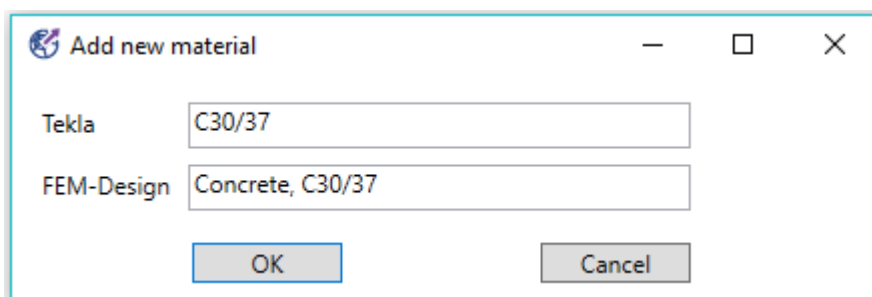 Add new material
Tekla C30/37
FEM-Design Concrete, C30/37
OK Cancel